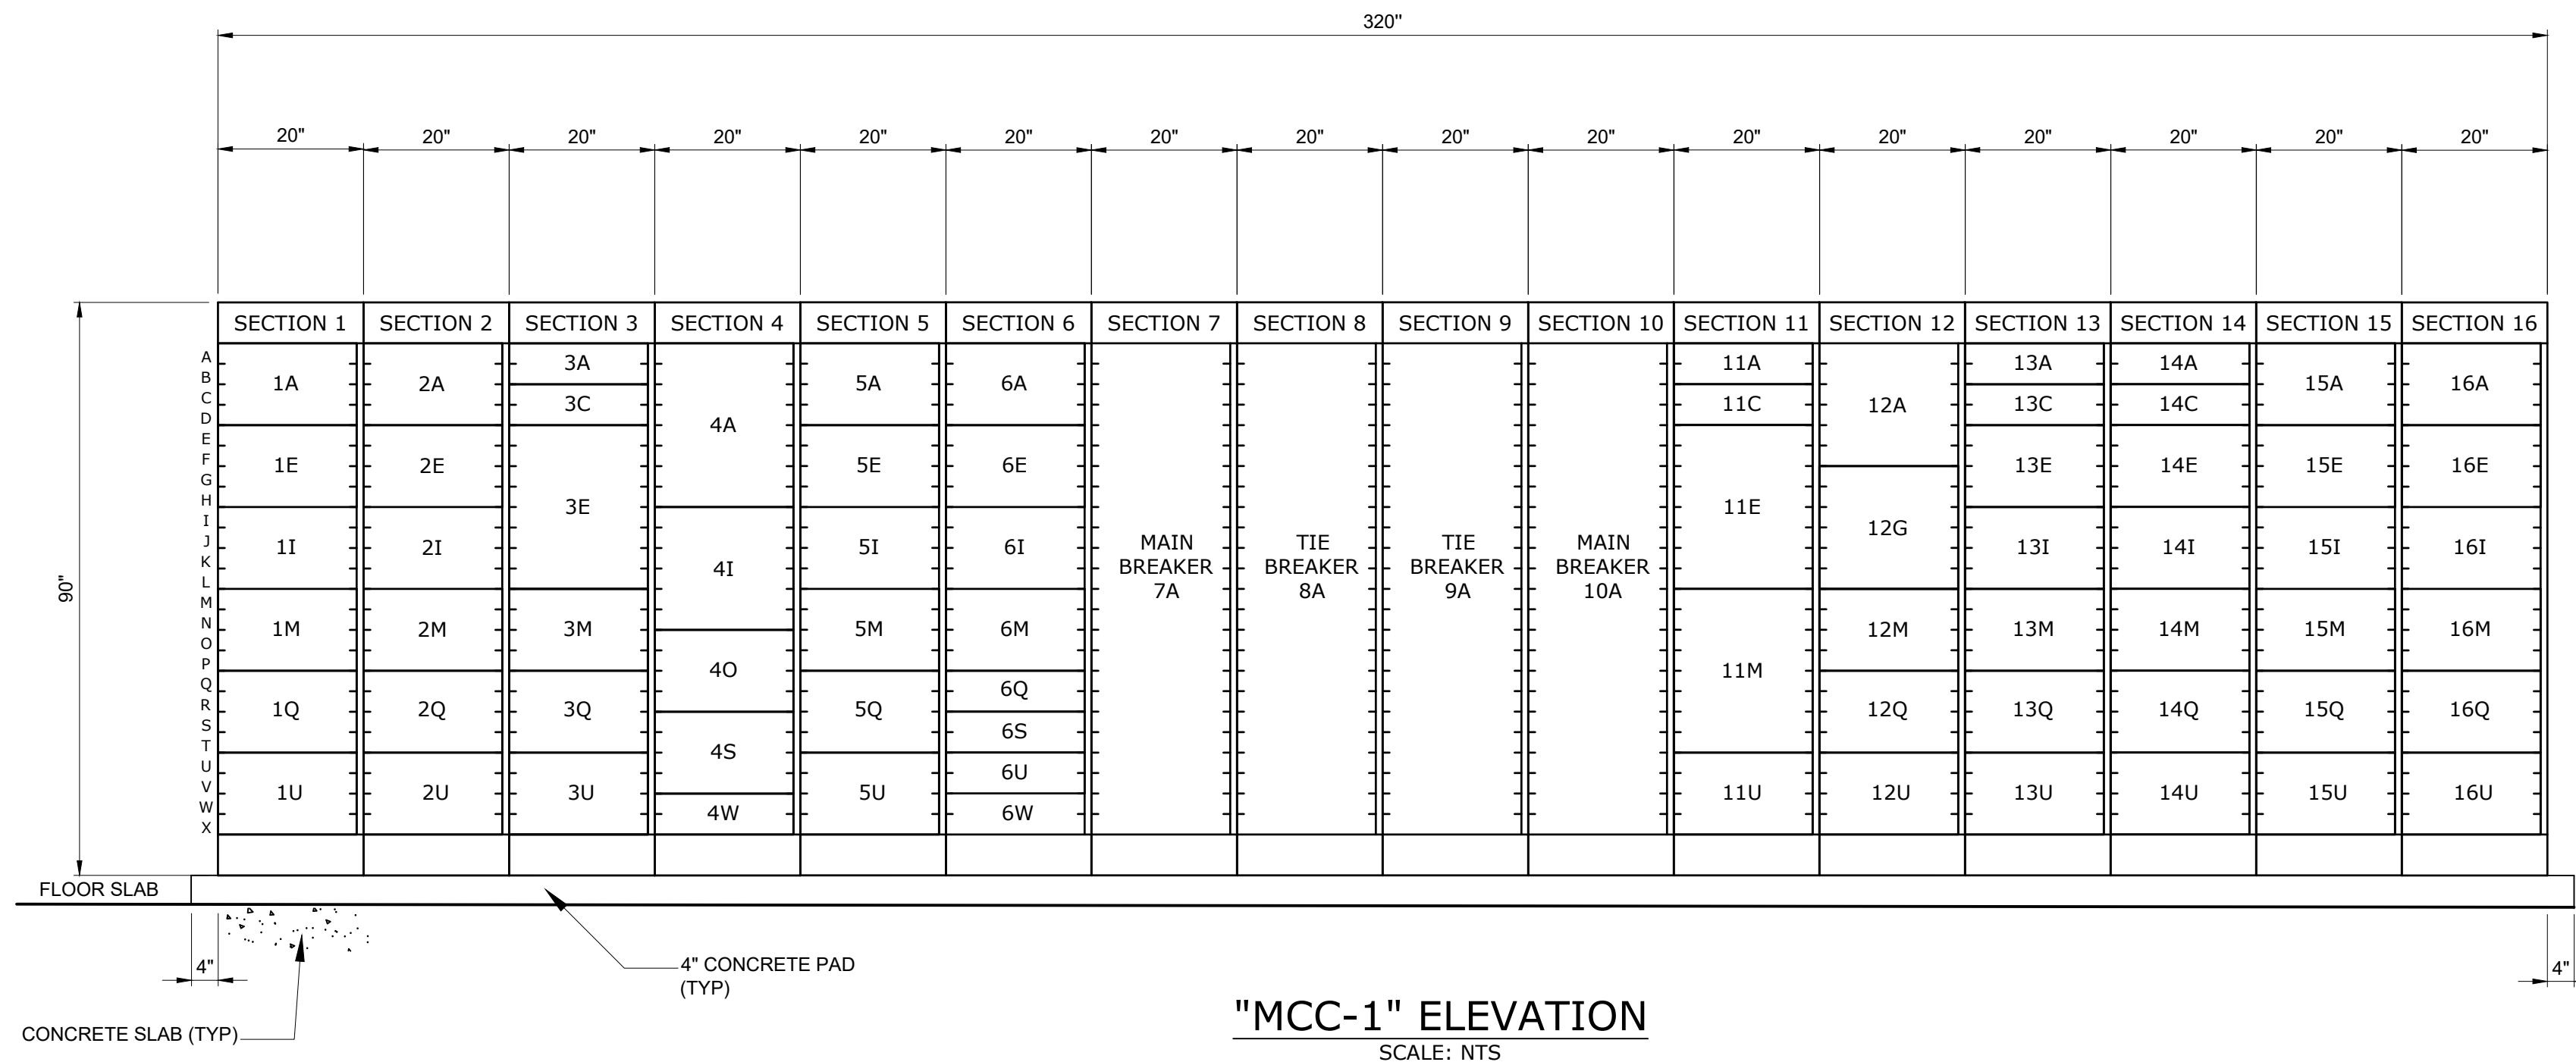 320"
20" 20" 20" 20" 20" 20" 20" 20" 20" 20" 20" 20" 20" 20" 20" 20"
SECTION 1 SECTION 2 SECTION 3 SECTION 4 SECTION 5 SECTION 6 SECTION 7 SECTION 8 SECTION 9 SECTION 10 SECTION 11 SECTION 12 SECTION 13 SECTION 14 SECTION 15 SECTION 16
A
B
C
D
E
F
G
H
I
J
K
L
M
N
O
P
Q
R
S
T
U
V
W
X
90"
1A
1E
1I
1M
1Q
1U
2A
2E
2I
2M
2Q
2U
3A
3C
3E
3M
3Q
3U
4A
4I
4O
4S
4W
5A
5E
5I
5M
5Q
5U
6A
6E
6I
6M
6Q
6S
6U
6W
MAIN
BREAKER
7A
TIE
BREAKER
8A
TIE
BREAKER
9A
MAIN
BREAKER
10A
11A
11C
11E
11M
11U
12A
12G
12M
12Q
12U
13A
13C
13E
13I
13M
13Q
13U
14A
14C
14E
14I
14M
14Q
14U
15A
15E
15I
15M
15Q
15U
16A
16E
16I
16M
16Q
16U
FLOOR SLAB
4"
4" CONCRETE PAD
(TYP)
4"
CONCRETE SLAB (TYP)
"MCC-1" ELEVATION
SCALE: NTS